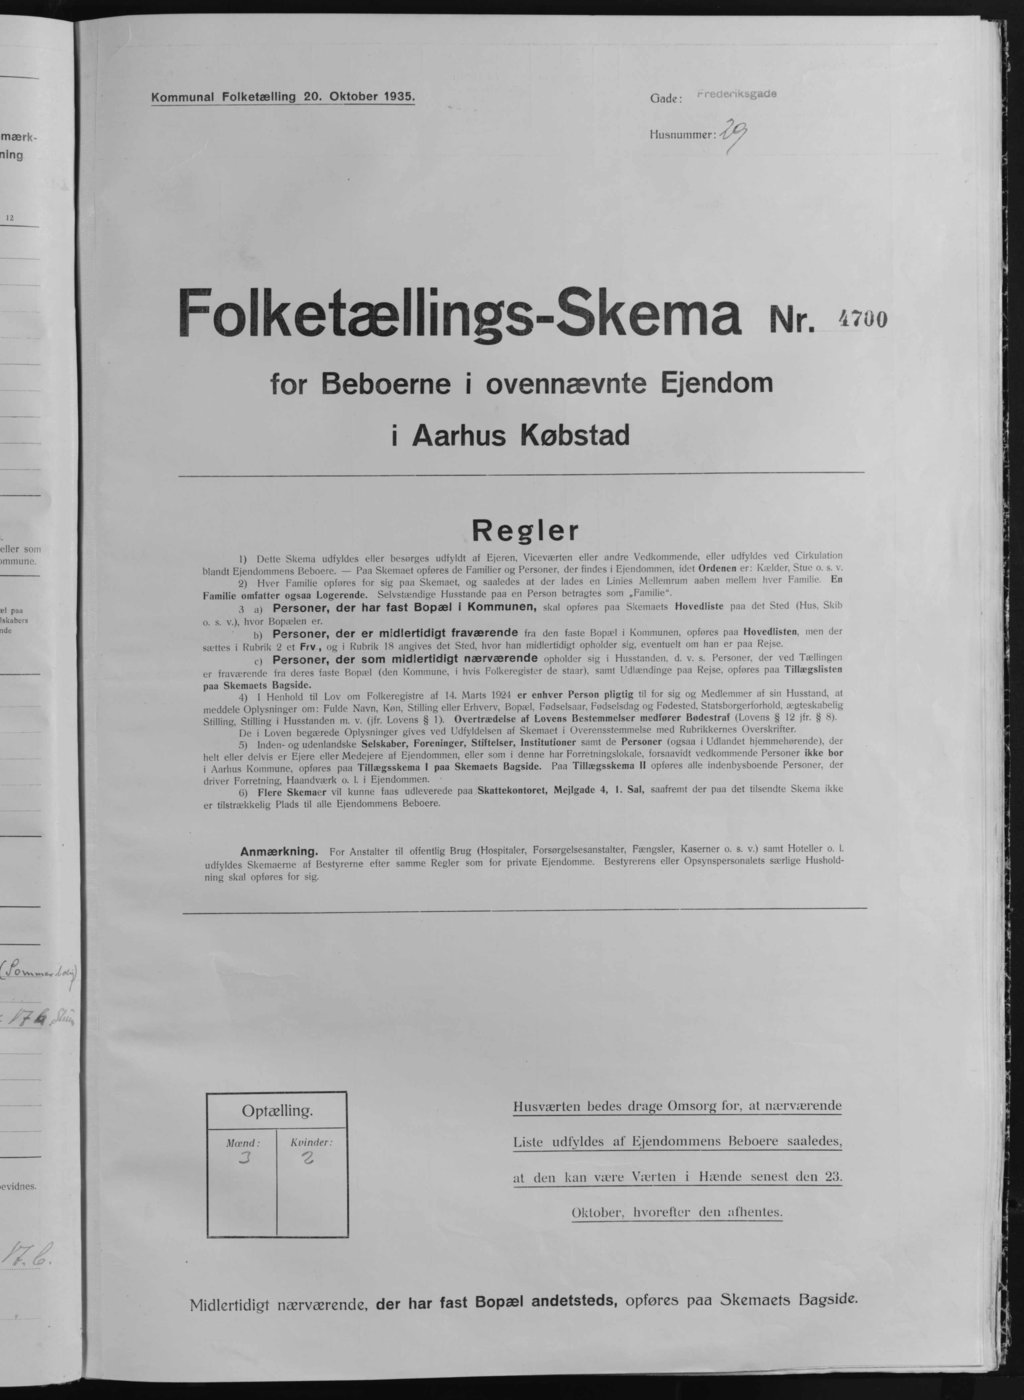 Kommunal Folketælling 20. Oktober 1935.
Gade: Frederiksgade
Husnummer: 29
Folketællings-Skema Nr. 4700
for Beboerne i ovennævnte Ejendom
i Aarhus Købstad
Regler
1) Dette Skema udfyldes eller besørges udfyldt af Ejeren, Viceværten eller andre Vedkommende, eller udfyldes ved Cirkulation
blandt Ejendommens Beboere. — Paa Skemaet opføres de Familier og Personer, der findes i Ejendommen, idet Ordenen er: Kælder, Stue o. s. v.
2) Hver Familie opføres for sig paa Skemaet, og saaledes at der lades en Linies Mellemrum aaben mellem hver Familie. En
Familie omfatter ogsaa Logerende. Selvstændige Husstande paa en Person betragtes som „Familie“.
3 a) Personer, der har fast Bopæl i Kommunen, skal opføres paa Skemaets Hovedliste paa det Sted (Hus, Skib
o. s. v.), hvor Bopælen er.
b) Personer, der er midlertidigt fraværende fra den faste Bopæl i Kommunen, opføres paa Hovedlisten, men der
sættes i Rubrik 2 et Frv., og i Rubrik 18 angives det Sted, hvor han midlertidigt opholder sig, eventuelt om han er paa Rejse.
c) Personer, der som midlertidigt nærværende opholder sig i Husstanden, d. v. s. Personer, der ved Tællingen
er fraværende fra deres faste Bopæl (den Kommune, i hvis Folkeregister de staar), samt Udlændinge paa Rejse, opføres paa Tillægslisten
paa Skemaets Bagside.
4) I Henhold til Lov om Folkeregistre af 14. Marts 1924 er enhver Person pligtig til for sig og Medlemmer af sin Husstand, at
meddele Oplysninger om: Fulde Navn, Køn, Stilling eller Erhverv, Bopæl, Fødselsaar, Fødselsdag og Fødested, Statsborgerforhold, ægteskabelig
Stilling, Stilling i Husstanden m. v. (jfr. Lovens § 1). Overtrædelse af Lovens Bestemmelser medfører Bødestraf (Lovens § 12 jfr. § 8).
De i Loven begærede Oplysninger gives ved Udfyldelsen af Skemaet i Overensstemmelse med Rubrikkernes Overskrifter.
5) Inden- og udenlandske Selskaber, Foreninger, Stiftelser, Institutioner samt de Personer (ogsaa i Udlandet hjemmehørende), der
helt eller delvis er Ejere eller Medejere af Ejendommen, eller som i denne har Forretningslokale, forsaavidt vedkommende Personer ikke bor
i Aarhus Kommune, opføres paa Tillægsskema I paa Skemaets Bagside. Paa Tillægsskema II opføres alle indenbysboende Personer, der
driver Forretning, Haandværk o. l. i Ejendommen.
6) Flere Skemaer vil kunne faas udleverede paa Skattekontoret, Mejlgade 4, 1. Sal, saafremt der paa det tilsendte Skema ikke
er tilstrækkelig Plads til alle Ejendommens Beboere.
Anmærkning. For Anstalter til offentlig Brug (Hospitaler, Forsørgelsesanstalter, Fængsler, Kaserner o. s. v.) samt Hoteller o. l.
udfyldes Skemaerne af Bestyrerne efter samme Regler som for private Ejendomme. Bestyrerens eller Opsynspersonalets særlige Hushold-
ning skal opføres for sig.
Optælling.
Mænd: Kvinder:
3 2
Husværten bedes drage Omsorg for, at nærværende
Liste udfyldes af Ejendommens Beboere saaledes,
at den kan være Værten i Hænde senest den 23.
Oktober, hvorefter den afhentes.
Midlertidigt nærværende, der har fast Bopæl andetsteds, opføres paa Skemaets Bagside.
mærk-
ning
12
eller som
ommune.
el paa
lskabers
nde
(Sommerbolig)
17 6
evidnes.
17.6.